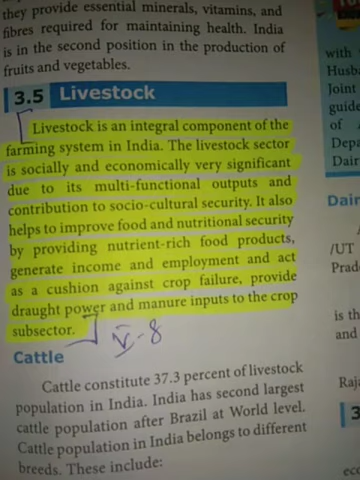 they provide essential minerals, vitamins, and
fibres required for maintaining health. India
is in the second position in the production of
fruits and vegetables.
3.5 Livestock
Livestock is an integral component of the
farming system in India. The livestock sector
is socially and economically very significant
due to its multi-functional outputs and
contribution to socio-cultural security. It also
helps to improve food and nutritional security
by providing nutrient-rich food products,
generate income and employment and act
as a cushion against crop failure, provide
draught power and manure inputs to the crop
subsector.
V-8
Cattle
Cattle constitute 37.3 percent of livestock
population in India. India has second largest
cattle population after Brazil at World level.
Cattle population in India belongs to different
breeds. These include:
with
Husb
Joint
guide
of
Depa
Dair
Dair
/UT
Prade
is th
and
Raja
3
eco